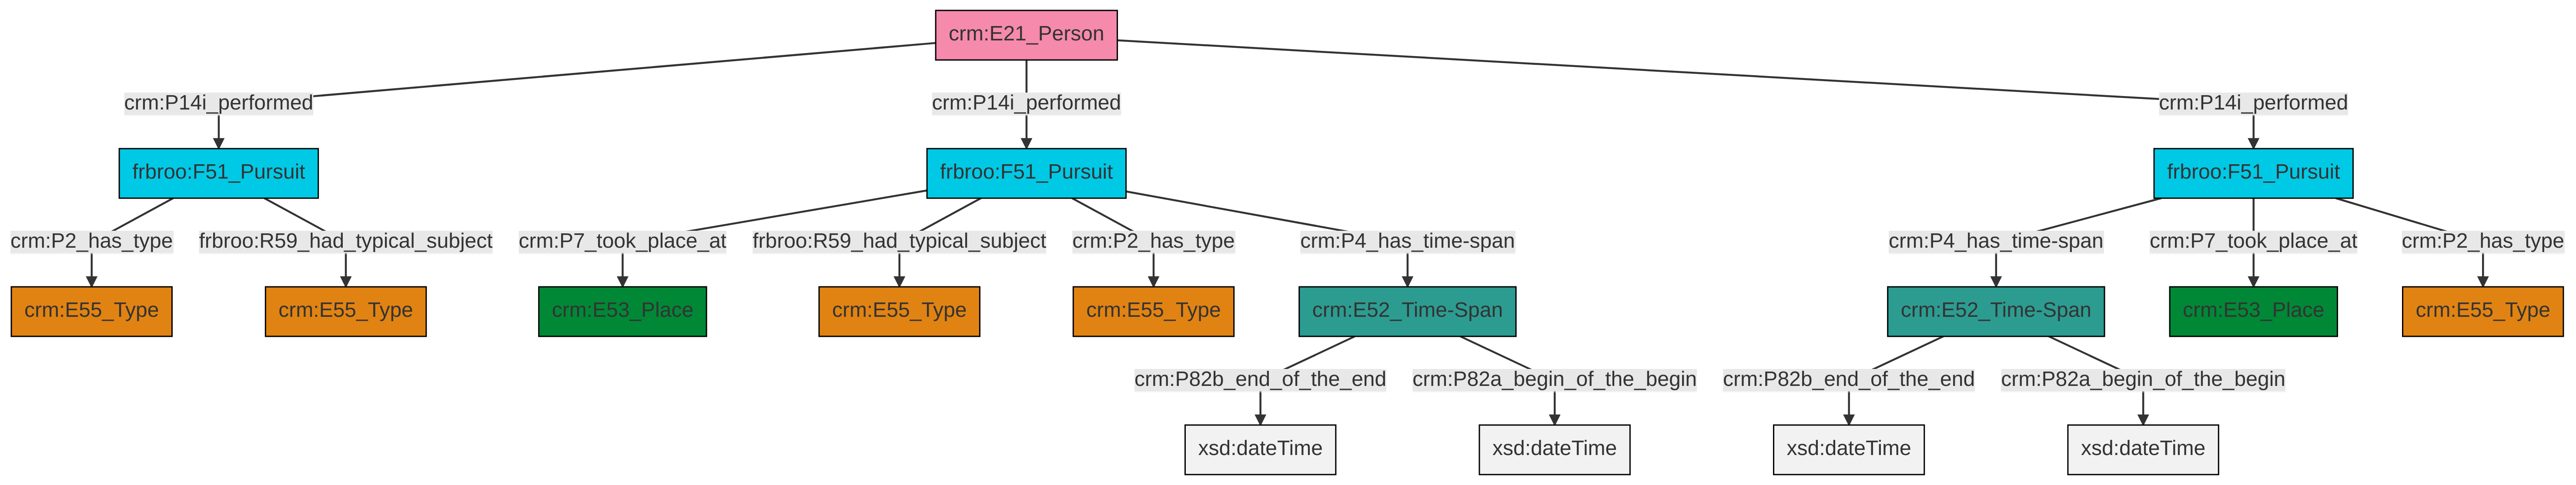 crm:E21_Person
crm:P14i_performed
crm:P14i_performed
crm:P14i_performed
frbroo:F51_Pursuit
frbroo:F51_Pursuit
frbroo:F51_Pursuit
crm:P2_has_type
frbroo:R59_had_typical_subject
crm:P7_took_place_at
frbroo:R59_had_typical_subject
crm:P2_has_type
crm:P4_has_time-span
crm:P4_has_time-span
crm:P7_took_place_at
crm:P2_has_type
crm:E55_Type
crm:E55_Type
crm:E53_Place
crm:E55_Type
crm:E55_Type
crm:E52_Time-Span
crm:E52_Time-Span
crm:E53_Place
crm:E55_Type
crm:P82b_end_of_the_end
crm:P82a_begin_of_the_begin
crm:P82b_end_of_the_end
crm:P82a_begin_of_the_begin
xsd:dateTime
xsd:dateTime
xsd:dateTime
xsd:dateTime